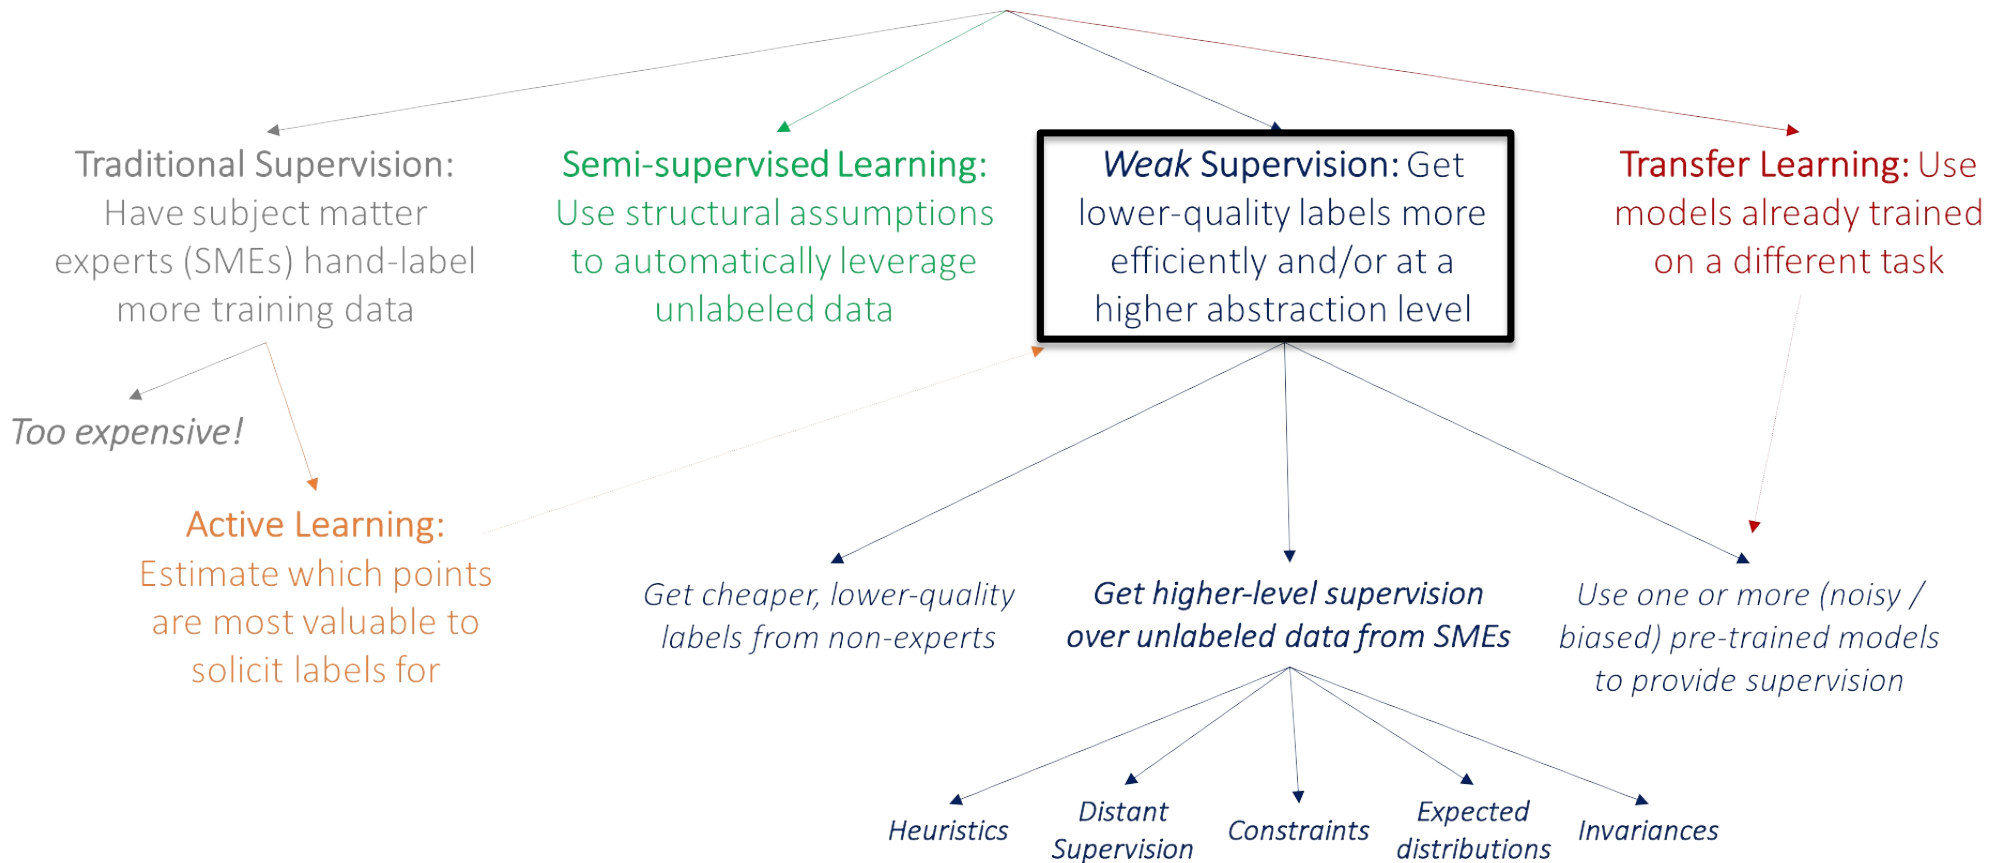 Traditional Supervision:
Have subject matter
experts (SMEs) hand-label
more training data
Semi-supervised Learning:
Use structural assumptions
to automatically leverage
unlabeled data
Weak Supervision: Get
lower-quality labels more
efficiently and/or at a
higher abstraction level
Transfer Learning: Use
models already trained
on a different task
Too expensive!
Active Learning:
Estimate which points
are most valuable to
solicit labels for
Get cheaper, lower-quality
labels from non-experts
Get higher-level supervision
over unlabeled data from SMEs
Use one or more (noisy /
biased) pre-trained models
to provide supervision
Heuristics
Distant
Supervision
Constraints
Expected
distributions
Invariances